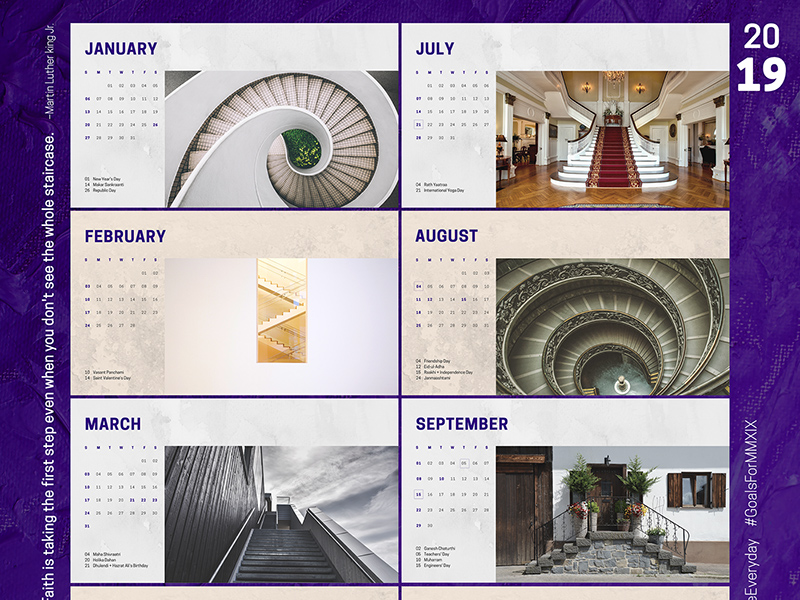 20
19
Faith is taking the first step even when you don't see the whole staircase. –Martin Luther king Jr.
JANUARY
S M T W T F S
01 02 03 04 05
06 07 08 09 10 11 12
13 14 15 16 17 18 19
20 21 22 23 24 25 26
27 28 29 30 31
01 New Year's Day
14 Makar Sankraanti
26 Republic Day
JULY
S M T W T F S
01 02 03 04 05 06
07 08 09 10 11 12 13
14 15 16 17 18 19 20
21 22 23 24 25 26 27
28 29 30 31
04 Rath Yaatraa
21 International Yoga Day
FEBRUARY
S M T W T F S
01 02
03 04 05 06 07 08 09
10 11 12 13 14 15 16
17 18 19 20 21 22 23
24 25 26 27 28
10 Vasant Panchami
14 Saint Valentine's Day
AUGUST
S M T W T F S
01 02 03
04 05 06 07 08 09 10
11 12 13 14 15 16 17
18 19 20 21 22 23 24
25 26 27 28 29 30 31
04 Friendship Day
12 Eid ul-Adha
15 Raakhi + Independence Day
24 Janmaashtami
MARCH
S M T W T F S
01 02
03 04 05 06 07 08 09
10 11 12 13 14 15 16
17 18 19 20 21 22 23
24 25 26 27 28 29 30
31
04 Maha Shivraatri
20 Holika Dahan
21 Dhulendi + Hazrat Ali's Birthday
SEPTEMBER
S M T W T F S
01 02 03 04 05 06 07
08 09 10 11 12 13 14
15 16 17 18 19 20 21
22 23 24 25 26 27 28
29 30
02 Ganesh Chaturthi
05 Teachers' Day
10 Muharram
15 Engineers' Day
eEveryday #GoalsForMMXIX